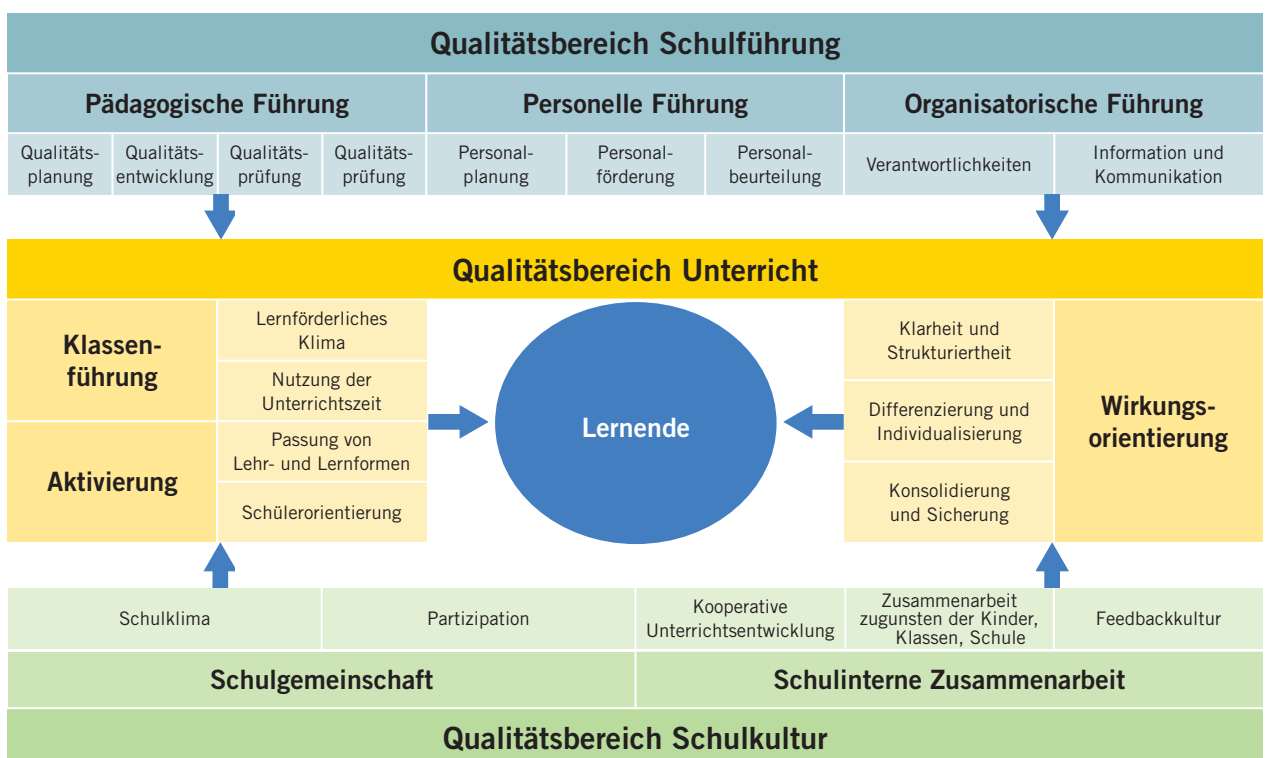 Qualitätsbereich Schulführung
Pädagogische Führung
Personelle Führung
Organisatorische Führung
Qualitäts-
planung
Qualitäts-
entwicklung
Qualitäts-
prüfung
Qualitäts-
prüfung
Personal-
planung
Personal-
förderung
Personal-
beurteilung
Verantwortlichkeiten
Information und
Kommunikation
Qualitätsbereich Unterricht
Klassen-
führung
Lernförderliches
Klima
Nutzung der
Unterrichtszeit
Aktivierung
Passung von
Lehr- und Lernformen
Schülerorientierung
Lernende
Klarheit und
Strukturiertheit
Differenzierung und
Individualisierung
Konsolidierung
und Sicherung
Wirkungs-
orientierung
Schulklima
Partizipation
Kooperative
Unterrichtsentwicklung
Zusammenarbeit
zugunsten der Kinder,
Klassen, Schule
Feedbackkultur
Schulgemeinschaft
Schulinterne Zusammenarbeit
Qualitätsbereich Schulkultur